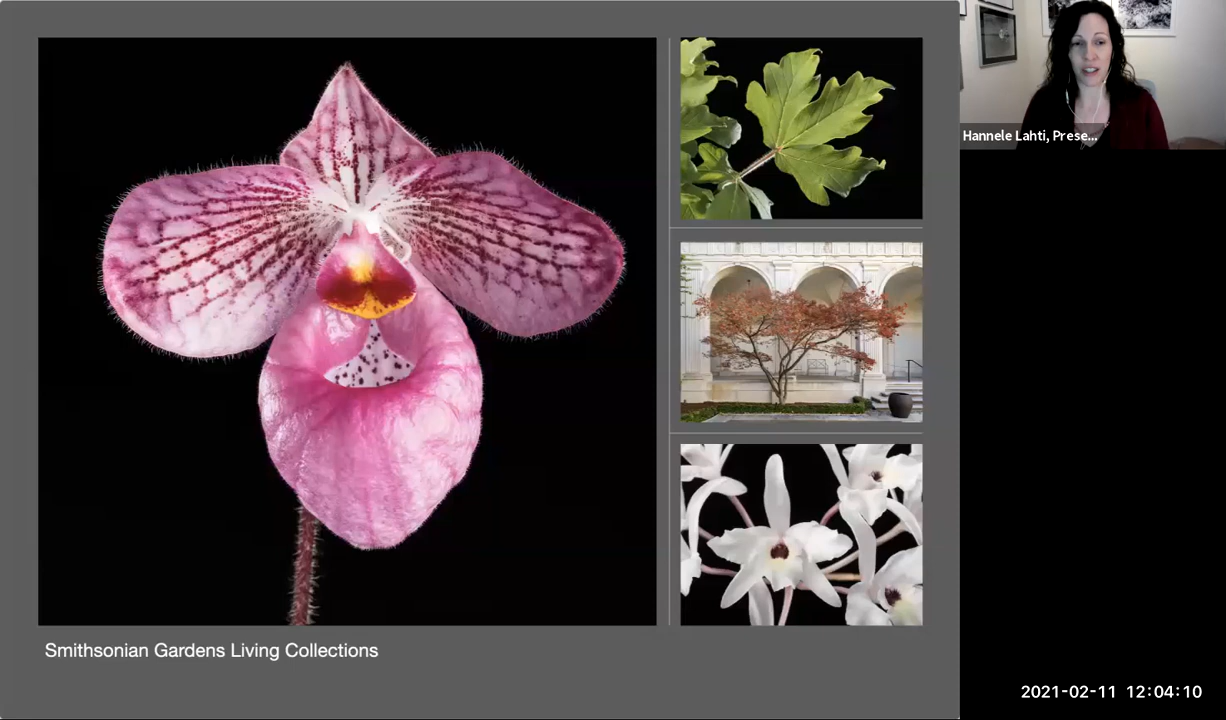 Hannele Lahti, Prese...
Smithsonian Gardens Living Collections
2021-02-11 12:04:10